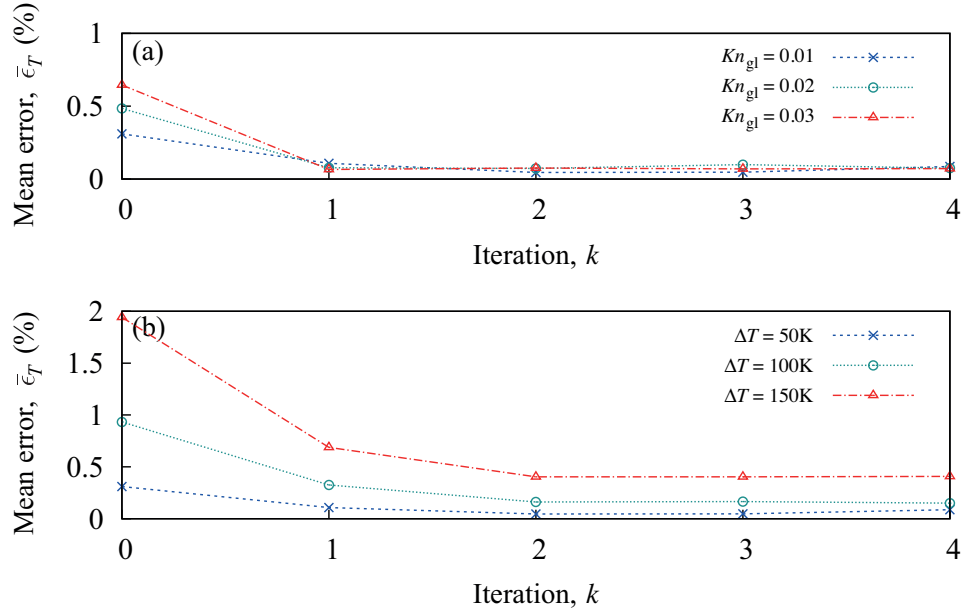 Mean error, ϵ̄_T (%)
1
0.5
0
(a)
Kn_gl = 0.01
Kn_gl = 0.02
Kn_gl = 0.03
0 1 2 3 4
Iteration, k
Mean error, ϵ̄_T (%)
2
1.5
1
0.5
0
(b)
ΔT = 50K
ΔT = 100K
ΔT = 150K
0 1 2 3 4
Iteration, k